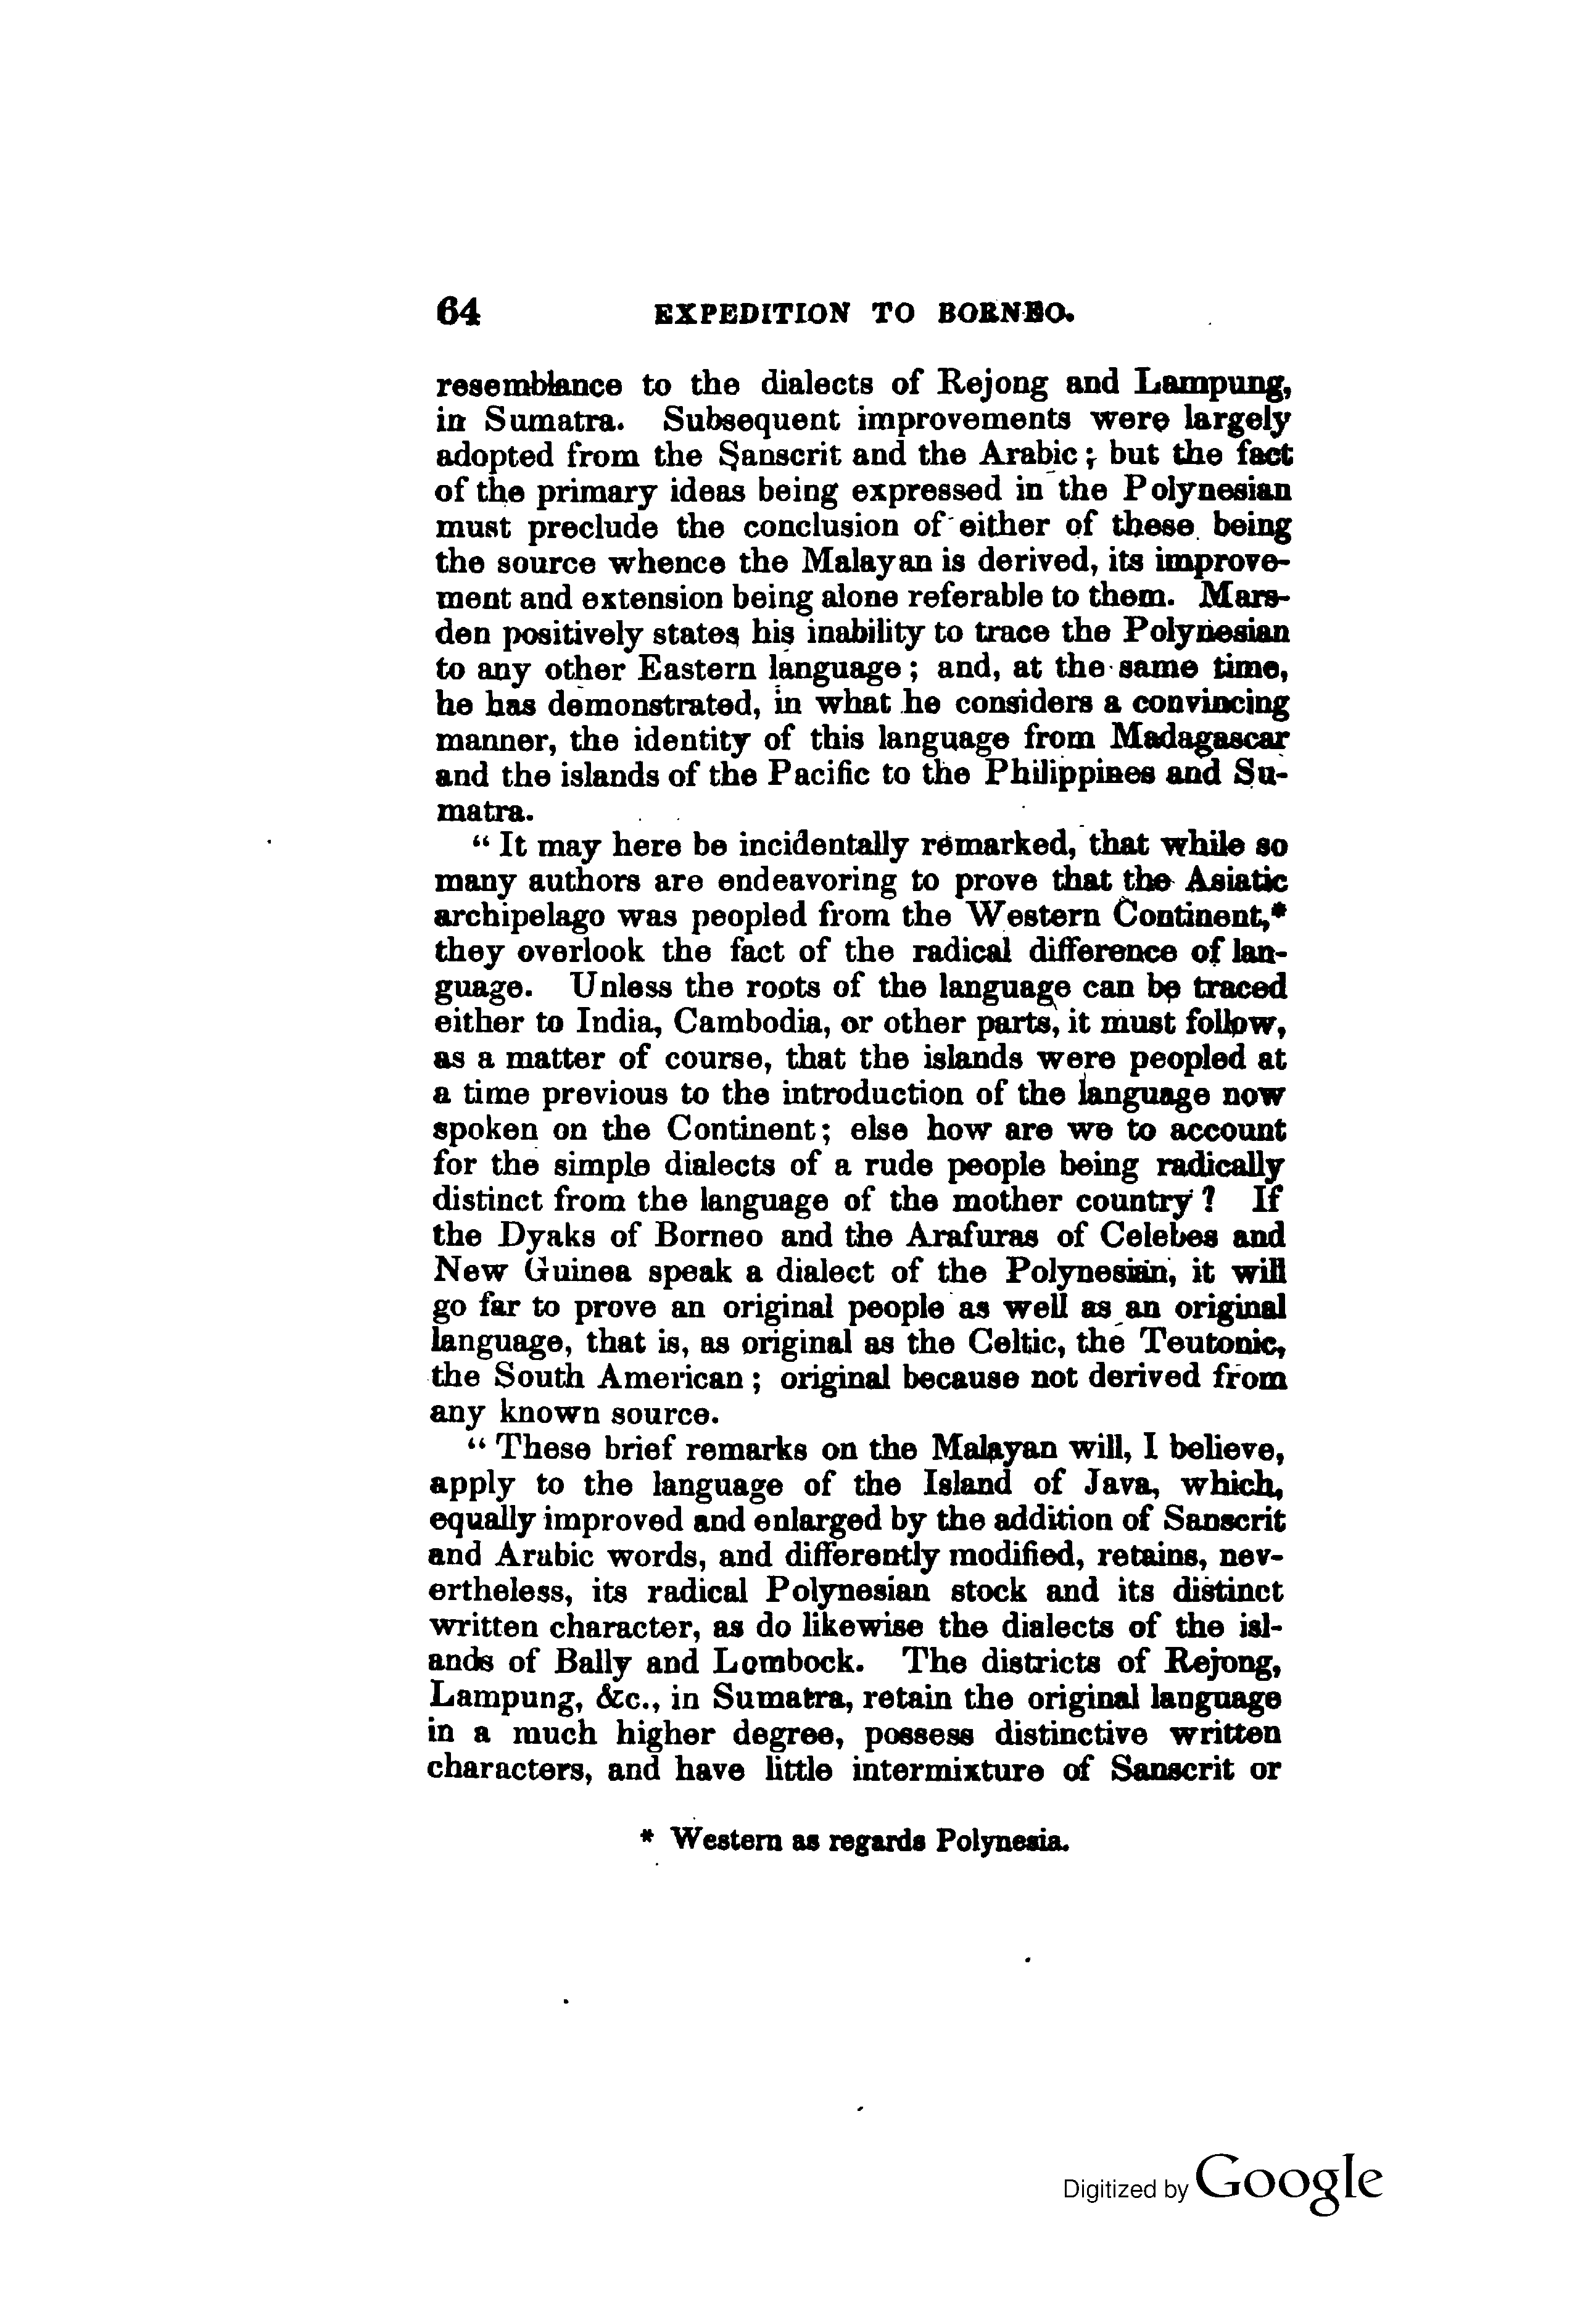 64 EXPEDITION TO BORNEO.
resemblance to the dialects of Rejong and Lampung,
in Sumatra. Subsequent improvements were largely
adopted from the Sanscrit and the Arabic; but the fact
of the primary ideas being expressed in the Polynesian
must preclude the conclusion of either of these being
the source whence the Malayan is derived, its improve-
ment and extension being alone referable to them. Mars-
den positively states his inability to trace the Polynesian
to any other Eastern language; and, at the same time,
he has demonstrated, in what he considers a convincing
manner, the identity of this language from Madagascar
and the islands of the Pacific to the Philippines and Su-
matra.
“ It may here be incidentally remarked, that while so
many authors are endeavoring to prove that the Asiatic
archipelago was peopled from the Western Continent,*
they overlook the fact of the radical difference of lan-
guage. Unless the roots of the language can be traced
either to India, Cambodia, or other parts, it must follow,
as a matter of course, that the islands were peopled at
a time previous to the introduction of the language now
spoken on the Continent; else how are we to account
for the simple dialects of a rude people being radically
distinct from the language of the mother country? If
the Dyaks of Borneo and the Arafuras of Celebes and
New Guinea speak a dialect of the Polynesian, it will
go far to prove an original people as well as an original
language, that is, as original as the Celtic, the Teutonic,
the South American; original because not derived from
any known source.
“ These brief remarks on the Malayan will, I believe,
apply to the language of the Island of Java, which,
equally improved and enlarged by the addition of Sanscrit
and Arabic words, and differently modified, retains, nev-
ertheless, its radical Polynesian stock and its distinct
written character, as do likewise the dialects of the isl-
ands of Bally and Lombock. The districts of Rejong,
Lampung, &c., in Sumatra, retain the original language
in a much higher degree, possess distinctive written
characters, and have little intermixture of Sanscrit or
* Western as regards Polynesia.
Digitized by Google